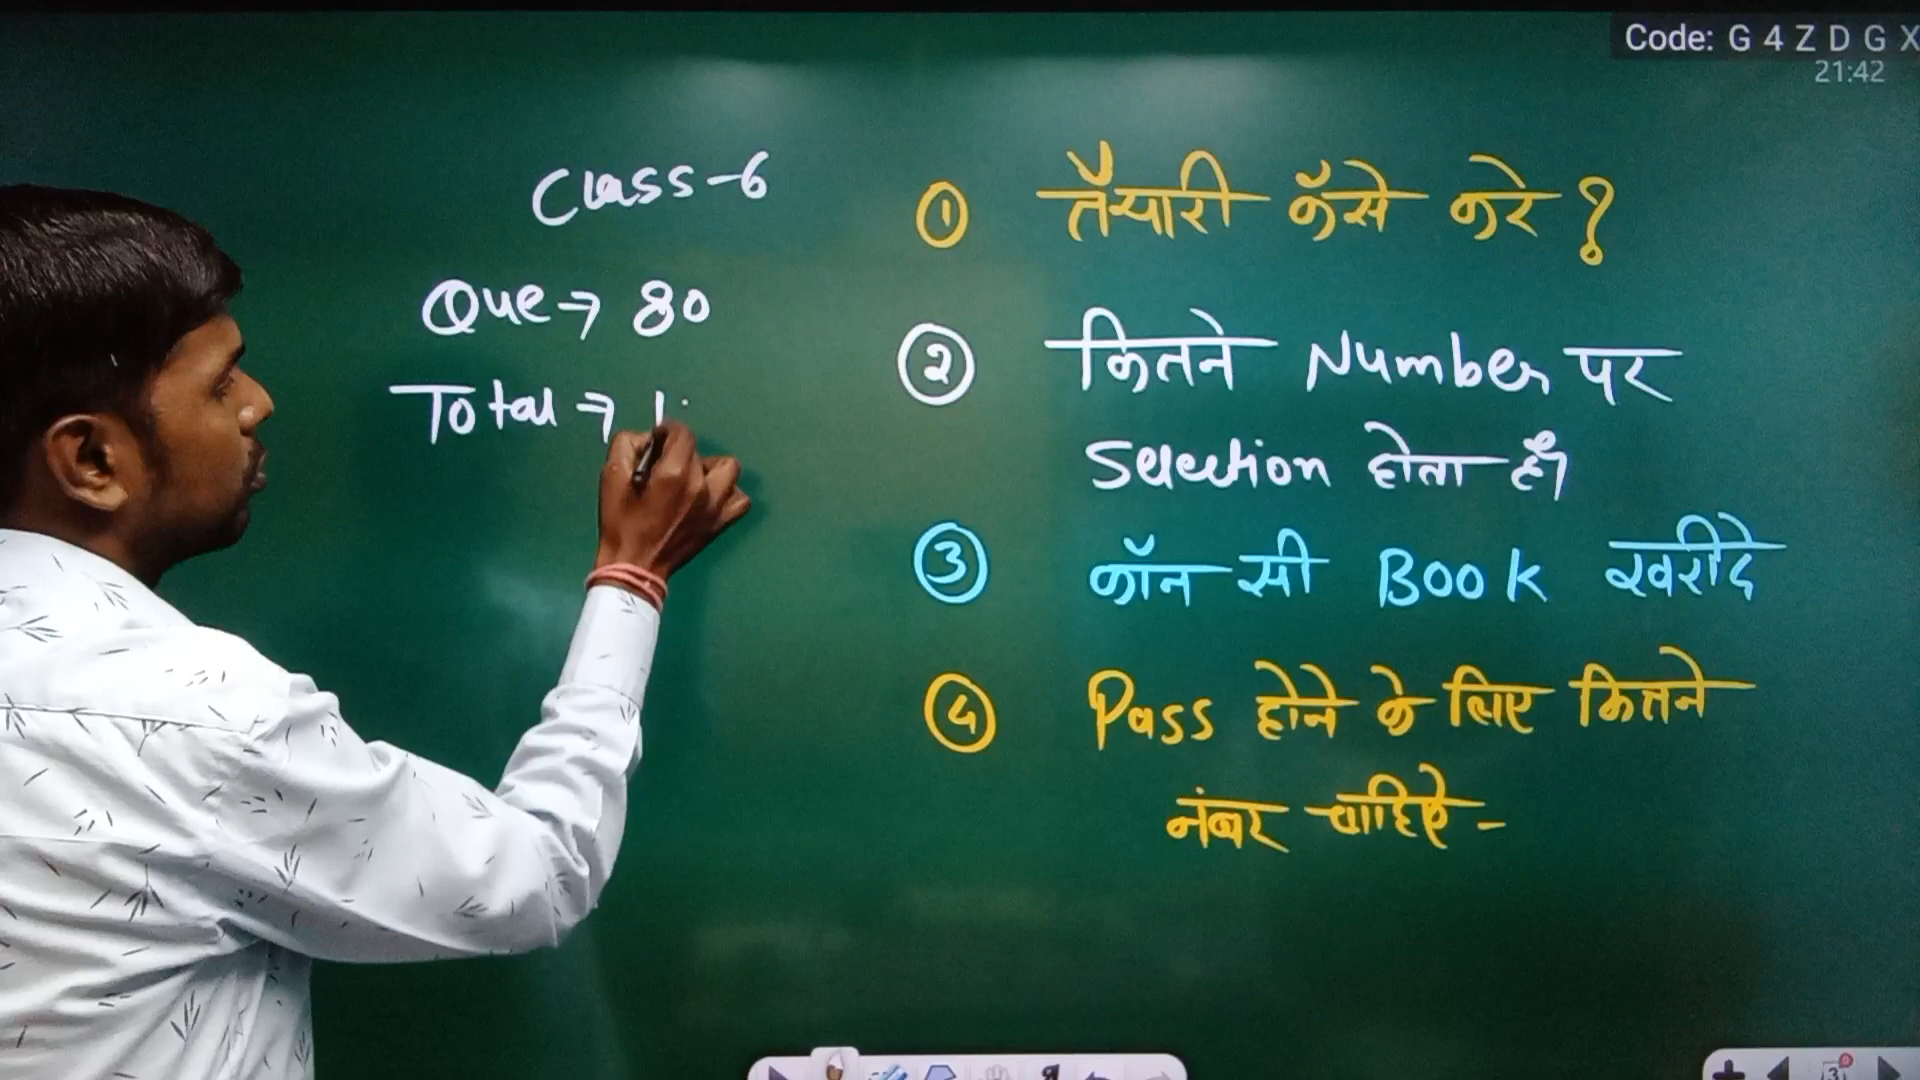 Code: G 4 Z D G X
21:42
Class-6
Que → 80
Total →
① तैयारी कैसे करे ?
② कितने Number पर
Selection होता है।
③ कौन सी Book खरीदे
④ Pass होने के लिए कितने
नंबर चाहिऐ -